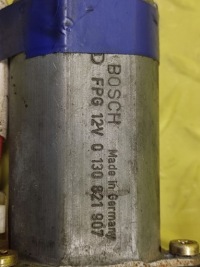 BOSCH
D FPG 12V 0 130 821 907
Made in Germany